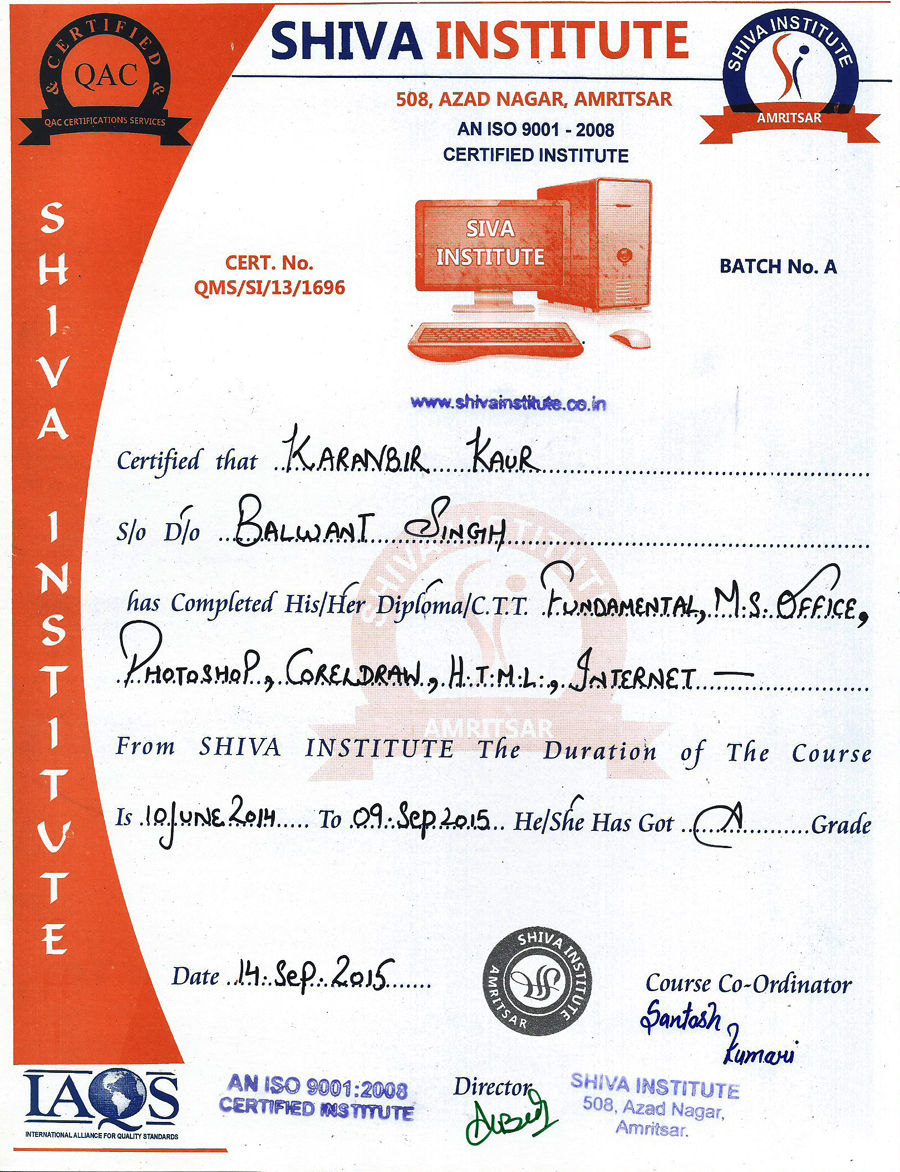 SHIVA INSTITUTE
& CERTIFIED &
QAC
QAC CERTIFICATIONS SERVICES
SHIVA INSTITUTE
AMRITSAR
508, AZAD NAGAR, AMRITSAR
AN ISO 9001 - 2008
CERTIFIED INSTITUTE
SIVA
INSTITUTE
CERT. No.
QMS/SI/13/1696
BATCH No. A
www.shivainstitute.co.in
SHIVA INSTITUTE
Certified that KARANBIR KAUR
S/o D/o BALWANT SINGH
SHIVA INSTITUT
has Completed His/Her Diploma/C.T.T. FUNDAMENTAL, M.S. OFFICE,
PHOTOSHOP, CORELDRAW, H.T.M.L., INTERNET —
AMRITSAR
From SHIVA INSTITUTE The Duration of The Course
Is 10 JUNE 2014 To 09 Sep 2015 He/She Has Got A Grade
Date 14 Sep. 2015
SHIVA INSTITUTE
AMRITSAR
Course Co-Ordinator
Santosh
Kumari
IAQS
INTERNATIONAL ALLIANCE FOR QUALITY STANDARDS
AN ISO 9001:2008
CERTIFIED INSTITUTE
Director
SHIVA INSTITUTE
508, Azad Nagar,
Amritsar.